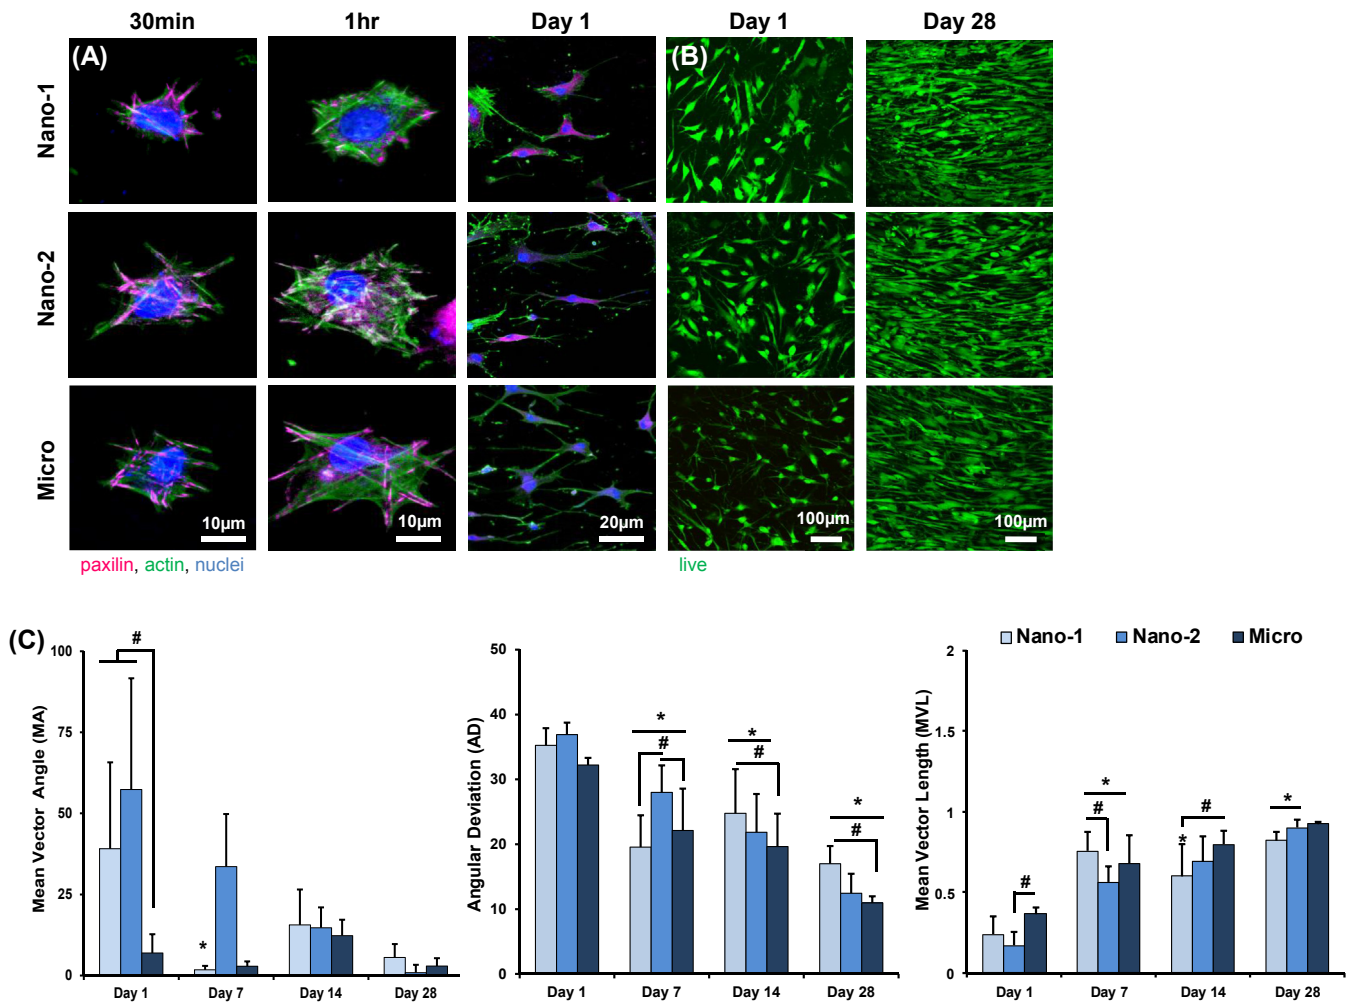 30min 1hr Day 1 Day 1 Day 28
(A) (B)
Nano-1
Nano-2
Micro
10µm 10µm 20µm 100µm 100µm
paxilin, actin, nuclei live
(C)
Nano-1 Nano-2 Micro
Mean Vector Angle (MA)
100
75
50
25
0
#
*
Day 1 Day 7 Day 14 Day 28
Angular Deviation (AD)
50
40
30
20
10
0
* # * # * #
Day 1 Day 7 Day 14 Day 28
Mean Vector Length (MVL)
2
1.5
1
0.5
0
# * # * # *
Day 1 Day 7 Day 14 Day 28